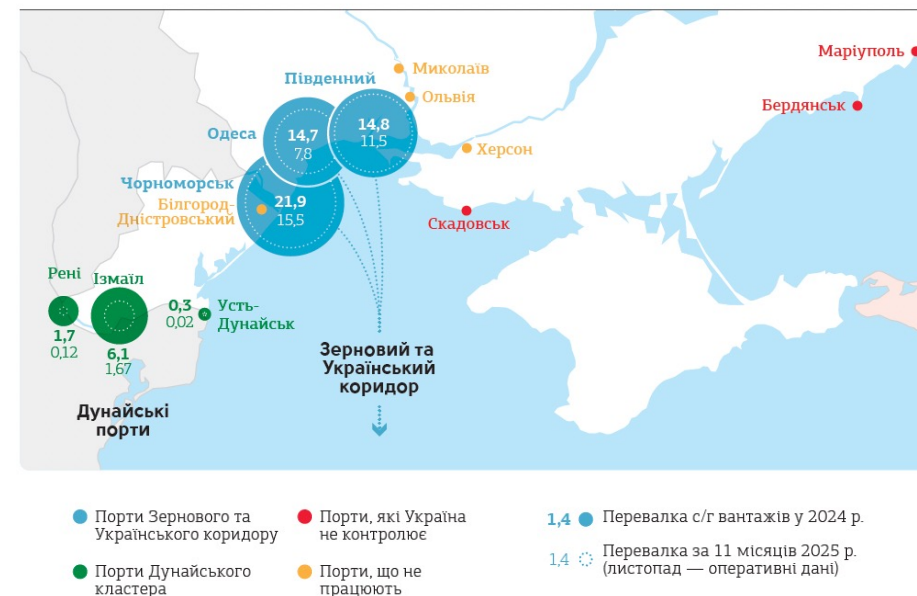 Маріуполь
Миколаїв
Південний
Ольвія
Бердянськ
14,7
7,8
14,8
11,5
Одеса
Херсон
Чорноморськ
21,9
15,5
Білгород-
Дністровський
Скадовськ
Рені
Ізмаїл
0,3
0,02
Усть-
Дунайськ
1,7
0,12
6,1
1,67
Зерновий та
Український
коридор
Дунайські
порти
Порти Зернового та
Українського коридору
Порти, які Україна
не контролює
1,4 Перевалка с/г вантажів у 2024 р.
1,4 Перевалка за 11 місяців 2025 р.
(листопад — оперативні дані)
Порти Дунайського
кластера
Порти, що не
працюють